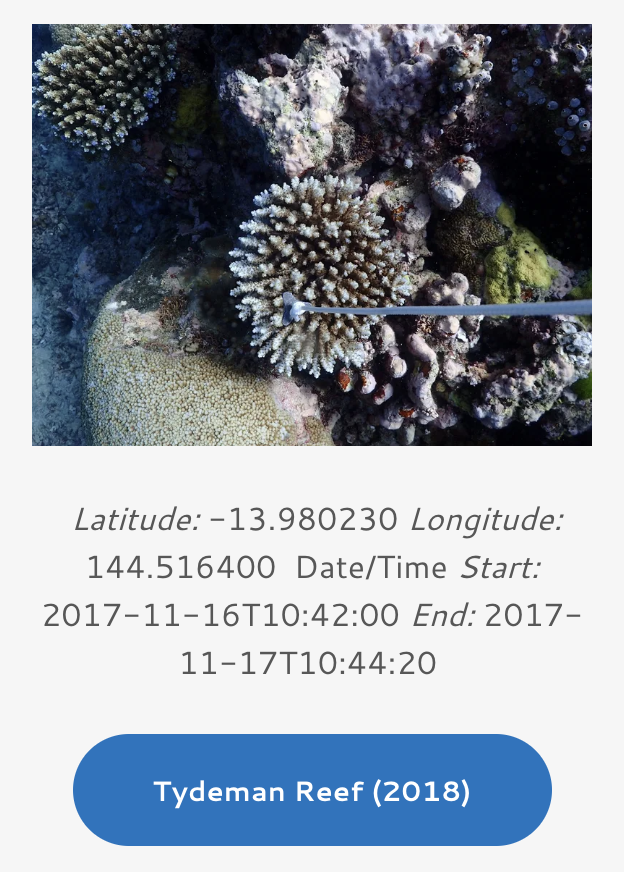 Latitude: -13.980230 Longitude:
144.516400  Date/Time Start:
2017-11-16T10:42:00 End: 2017-
11-17T10:44:20
Tydeman Reef (2018)